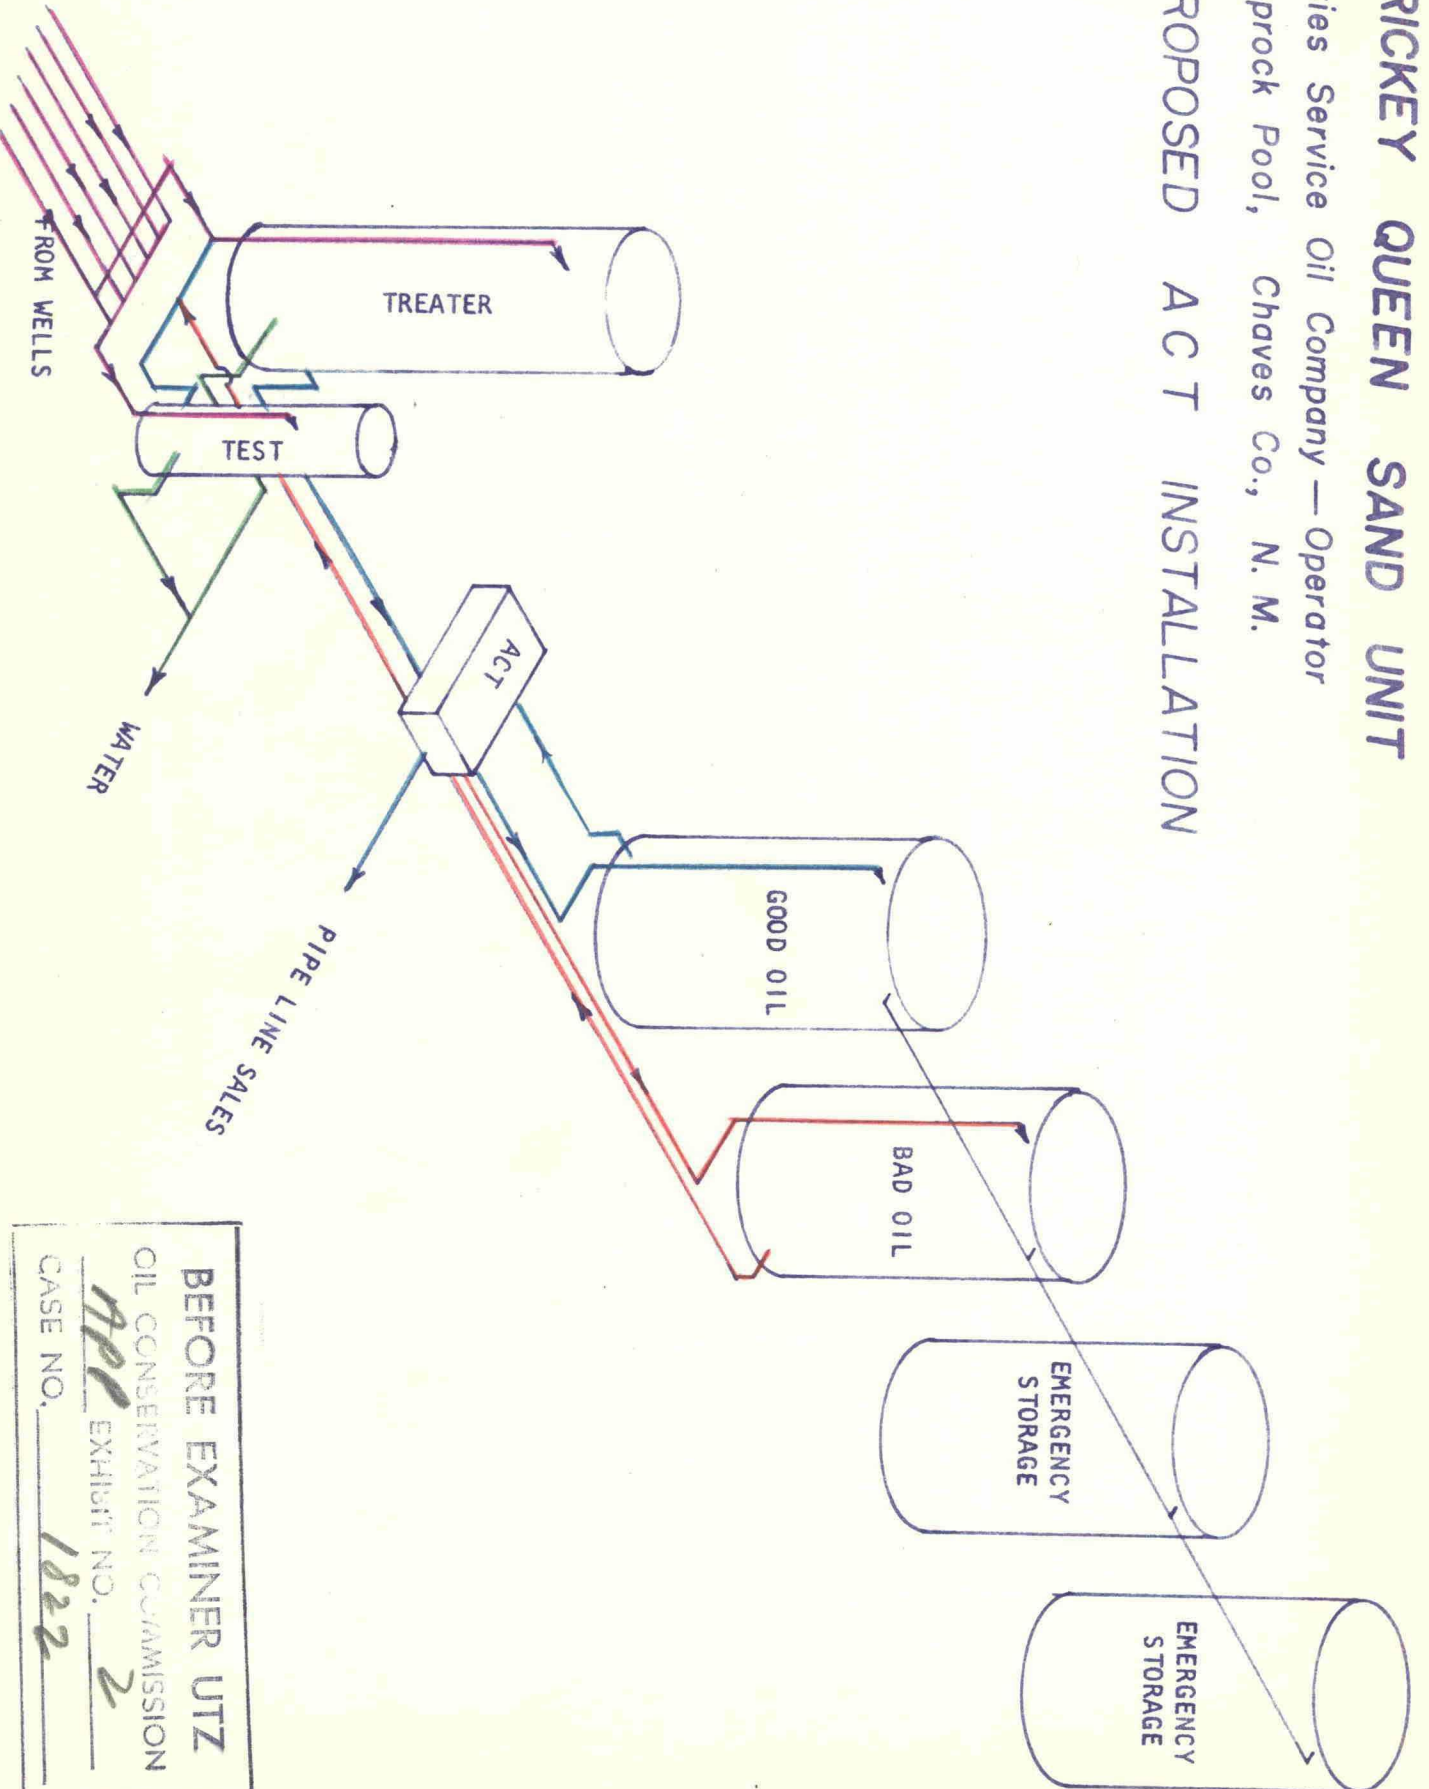 RICKEY QUEEN SAND UNIT
ies Service Oil Company — Operator
prock Pool, Chaves Co., N. M.
ROPOSED ACT INSTALLATION
TREATER
TEST
FROM WELLS
WATER
ACT
PIPE LINE SALES
GOOD OIL
BAD OIL
EMERGENCY
STORAGE
EMERGENCY
STORAGE
BEFORE EXAMINER UTZ
OIL CONSERVATION COMMISSION
APP EXHIBIT NO. 2
CASE NO. 1822